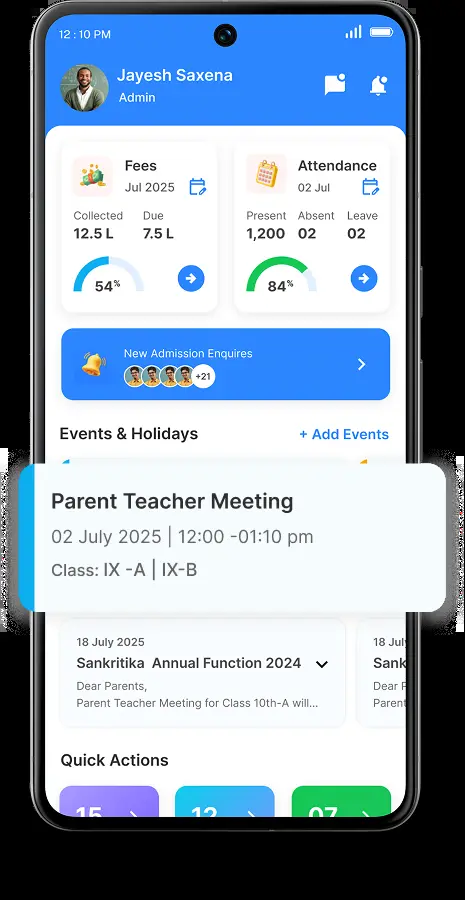 12 : 10 PM
Jayesh Saxena
Admin
Fees
Jul 2025
Collected Due
12.5 L 7.5 L
54%
Attendance
02 Jul
Present Absent Leave
1,200 02 02
84%
New Admission Enquires
+21
Events & Holidays
+ Add Events
Parent Teacher Meeting
02 July 2025 | 12:00 -01:10 pm
Class: IX -A | IX-B
18 July 2025
Sankritika Annual Function 2024
Dear Parents,
Parent Teacher Meeting for Class 10th-A will...
18 July
Sank
Dear P
Parent
Quick Actions
15
12
07